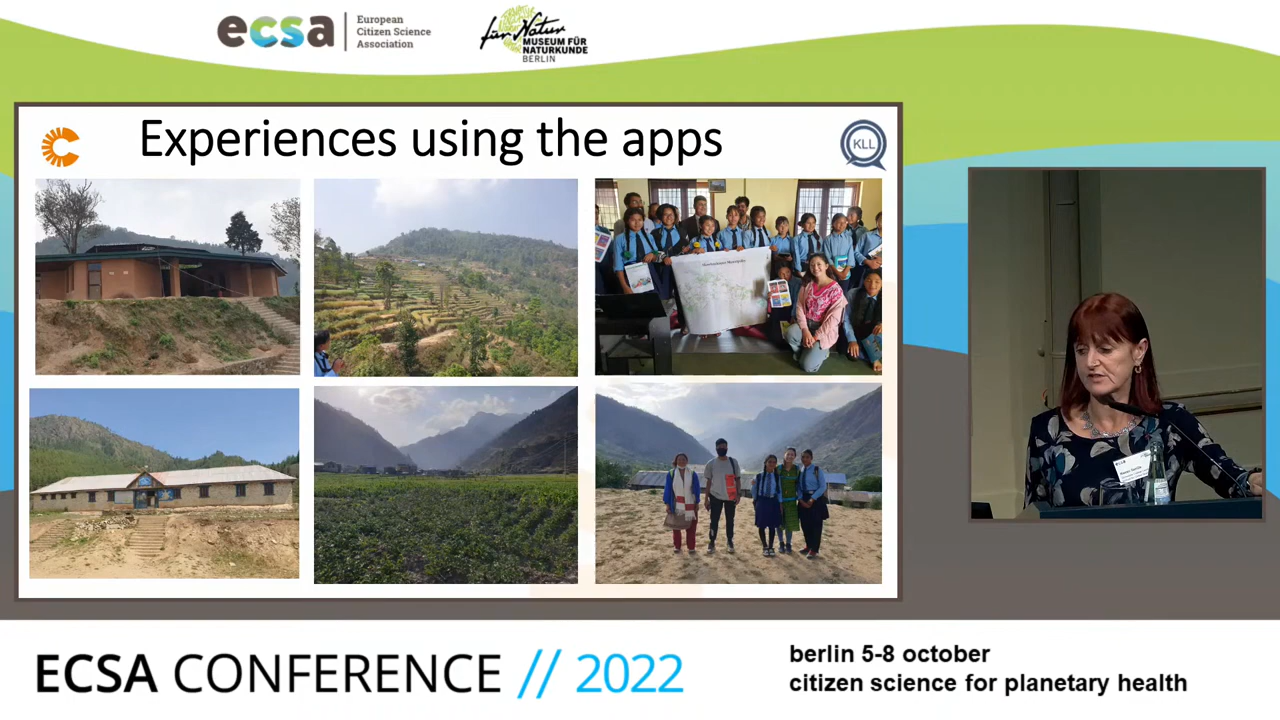 ecsa
European
Citizen Science
Association
für Natur
MUSEUM FÜR
NATURKUNDE
BERLIN
Experiences using the apps
KLL
ecsa
ECSA CONFERENCE // 2022
berlin 5-8 october
citizen science for planetary health